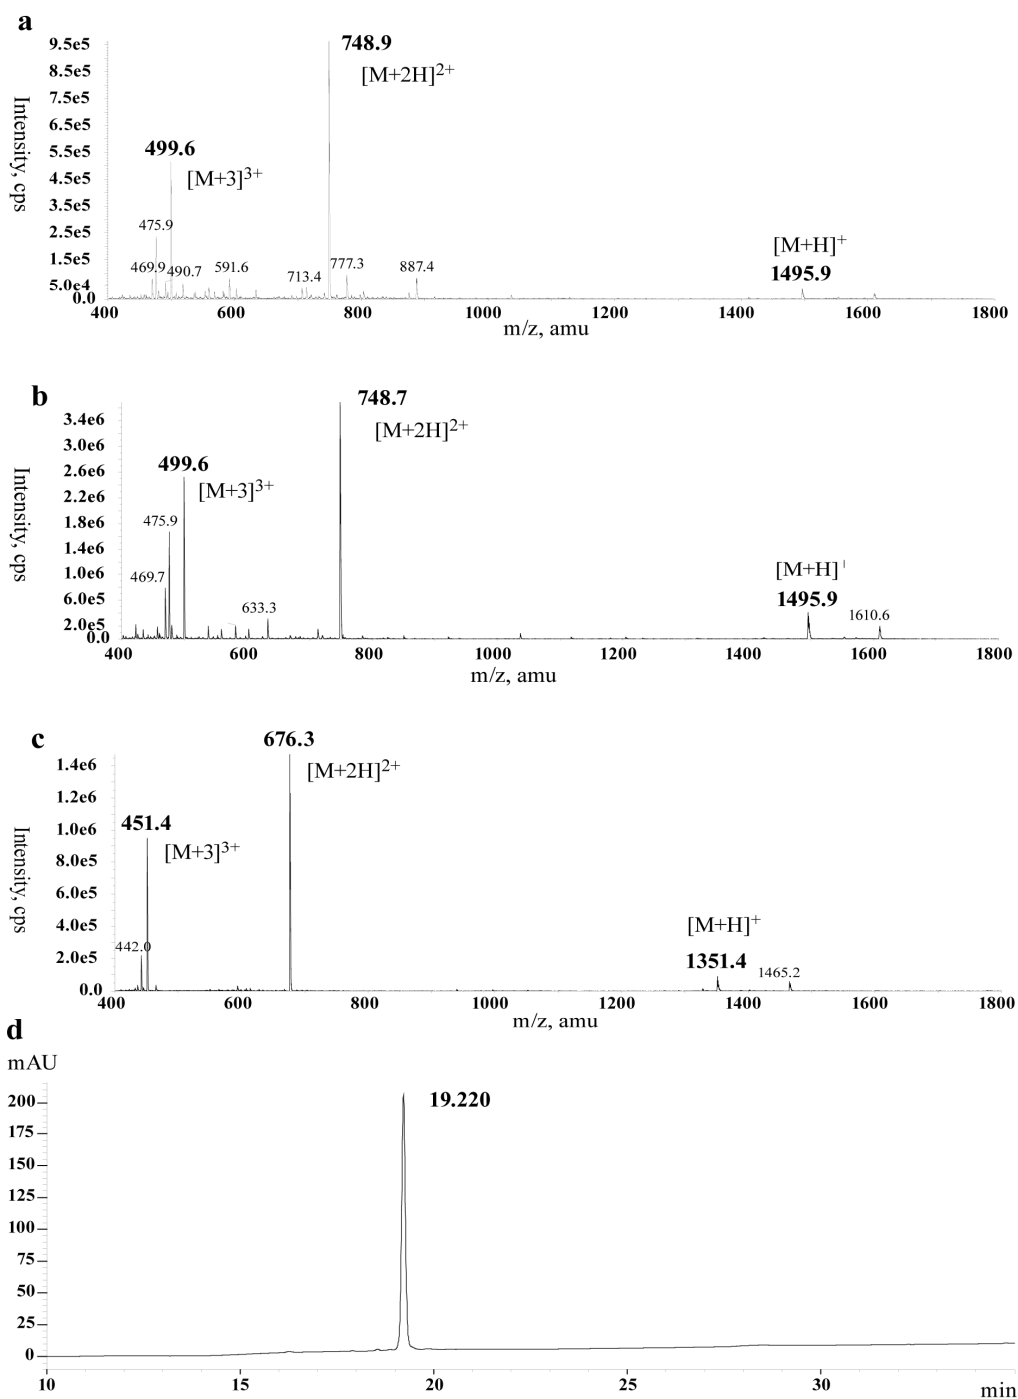 a
9.5e5
748.9
8.5e5
[M+2H]2+
7.5e5
6.5e5
5.5e5
499.6
4.5e5
[M+3]3+
3.5e5
2.5e5
475.9
1.5e5
469.9
490.7
591.6
713.4
777.3
887.4
[M+H]+
1495.9
5.0e4
0.0
Intensity, cps
400 600 800 1000 1200 1400 1600 1800
m/z, amu
b
748.7
3.4e6
[M+2H]2+
3.0e6
2.6e6
499.6
2.2e6
[M+3]3+
1.8e6
475.9
1.4e6
1.0e6
469.7
[M+H]
6.0e5
633.3
1495.9
1610.6
2.0e5
0.0
Intensity, cps
400 600 800 1000 1200 1400 1600 1800
m/z, amu
c
676.3
1.4e6
[M+2H]2+
1.2e6
1.0e6
451.4
8.0e5
[M+3]3+
6.0e5
4.0e5
[M+H]+
442.0
2.0e5
1351.4
1465.2
0.0
Intensity, cps
400 600 800 1000 1200 1400 1600 1800
m/z, amu
d
mAU
200
19.220
175
150
125
100
75
50
25
0
10 15 20 25 30 min